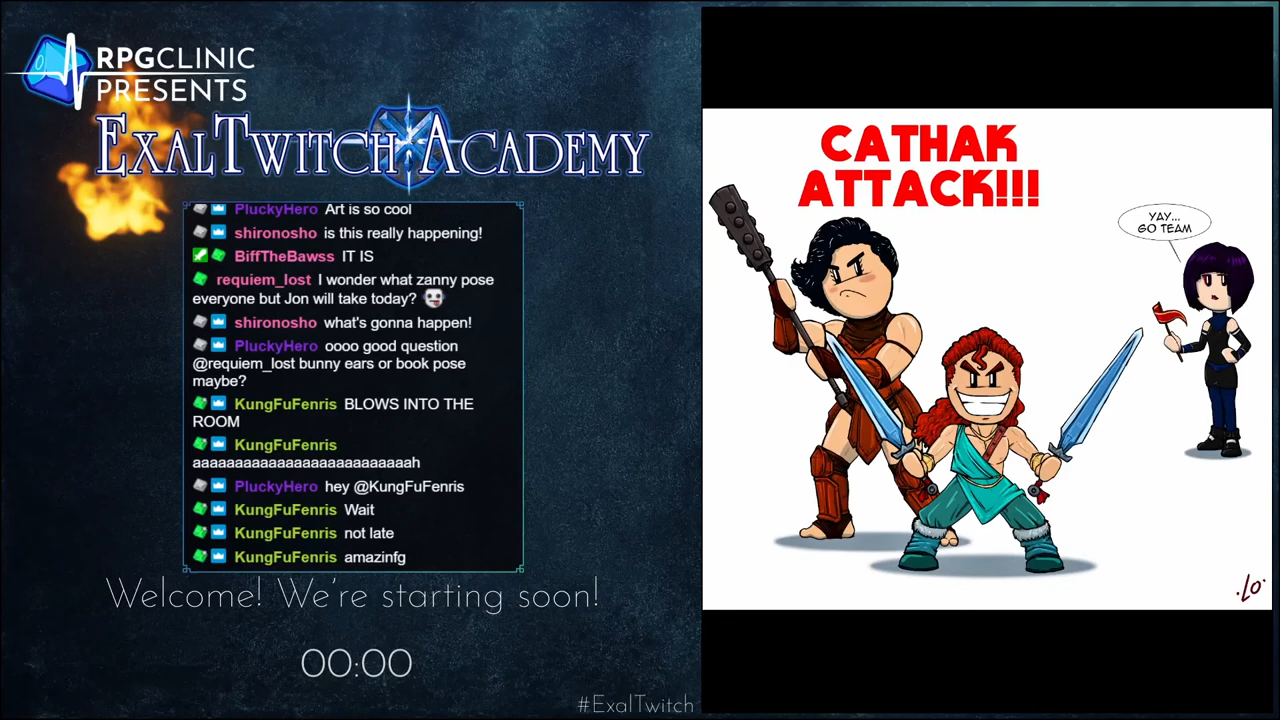 RPGCLINIC
PRESENTS
EXALTWITCH ACADEMY
PluckyHero Art is so cool
shironosho is this really happening!
BiffTheBawss IT IS
requiem_lost I wonder what zanny pose
everyone but Jon will take today?
shironosho what's gonna happen!
PluckyHero oooo good question
@requiem_lost bunny ears or book pose
maybe?
KungFuFenris BLOWS INTO THE
ROOM
KungFuFenris
aaaaaaaaaaaaaaaaaaaaaaaaaah
PluckyHero hey @KungFuFenris
KungFuFenris Wait
KungFuFenris not late
KungFuFenris amazinfg
Welcome! We're starting soon!
00:00
#ExalTwitch
CATHAK
ATTACK!!!
YAY...
GO TEAM
.LO.